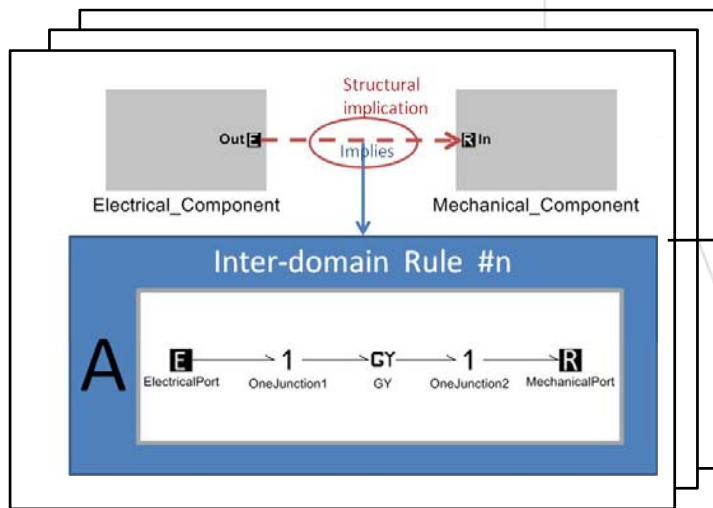 Structural
implication
Out E
R In
Implies
Electrical_Component
Mechanical_Component
Inter-domain Rule #n
A
E 1 GY 1 R
ElectricalPort OneJunction1 GY OneJunction2 MechanicalPort